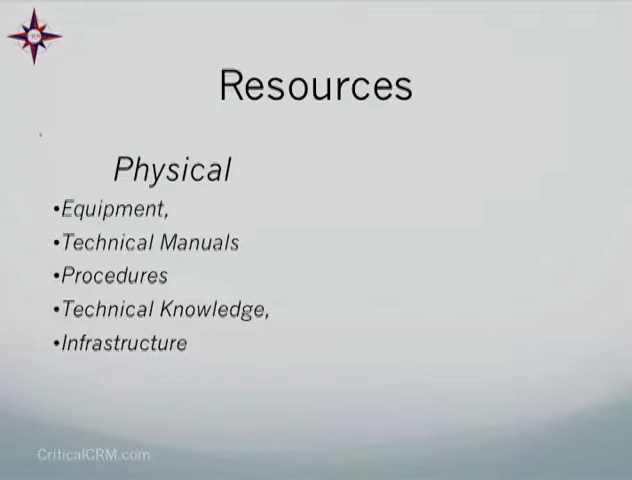 Resources
Physical
•Equipment,
•Technical Manuals
•Procedures
•Technical Knowledge,
•Infrastructure
CriticalCRM.com